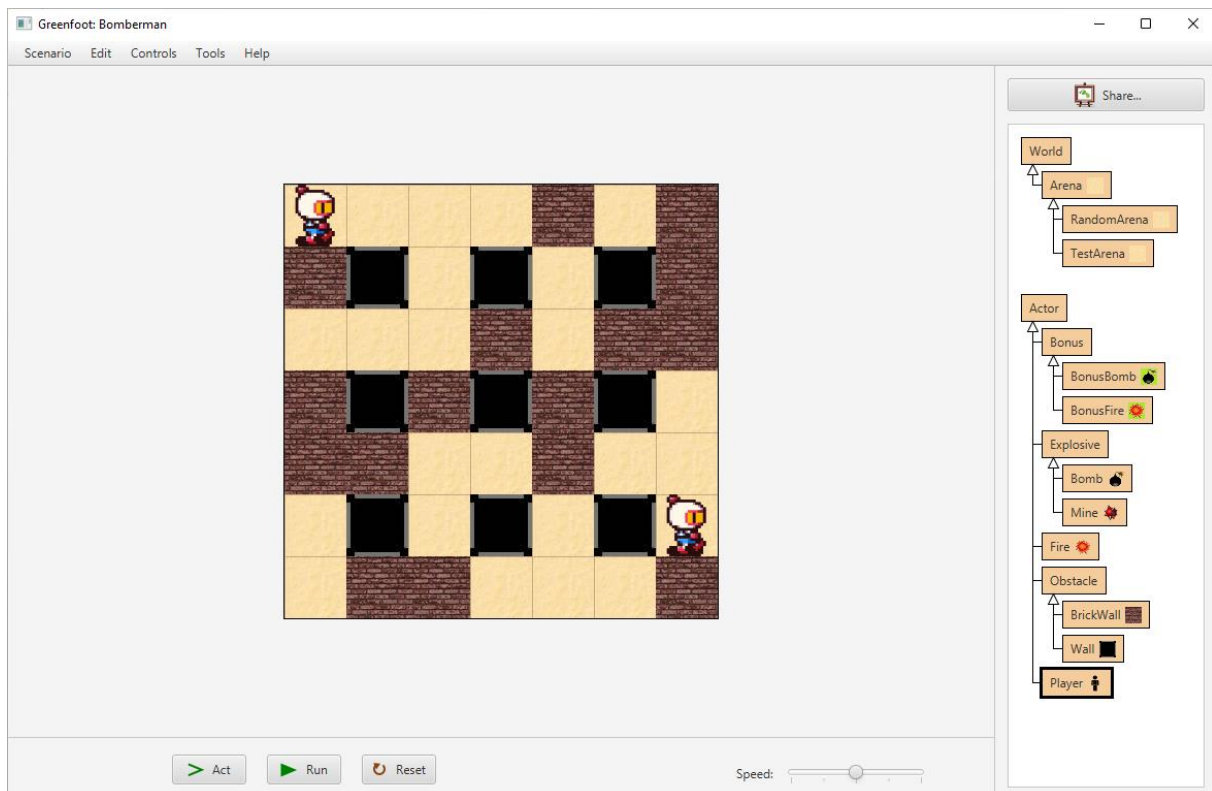 Greenfoot: Bomberman
Scenario Edit Controls Tools Help
Share...
World
Arena
RandomArena
TestArena
Actor
Bonus
BonusBomb
BonusFire
Explosive
Bomb
Mine
Fire
Obstacle
BrickWall
Wall
Player
Act Run Reset Speed: